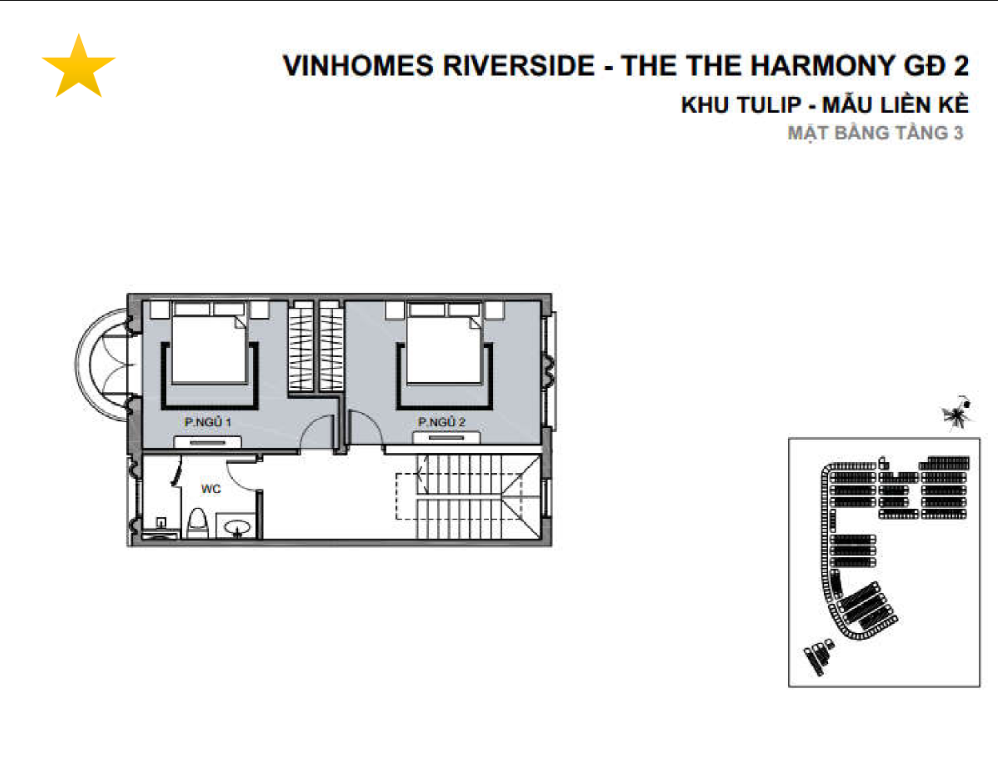 VINHOMES RIVERSIDE - THE THE HARMONY GĐ 2
KHU TULIP - MẪU LIỀN KỀ
MẶT BẰNG TẦNG 3
P.NGỦ 1
P.NGỦ 2
WC